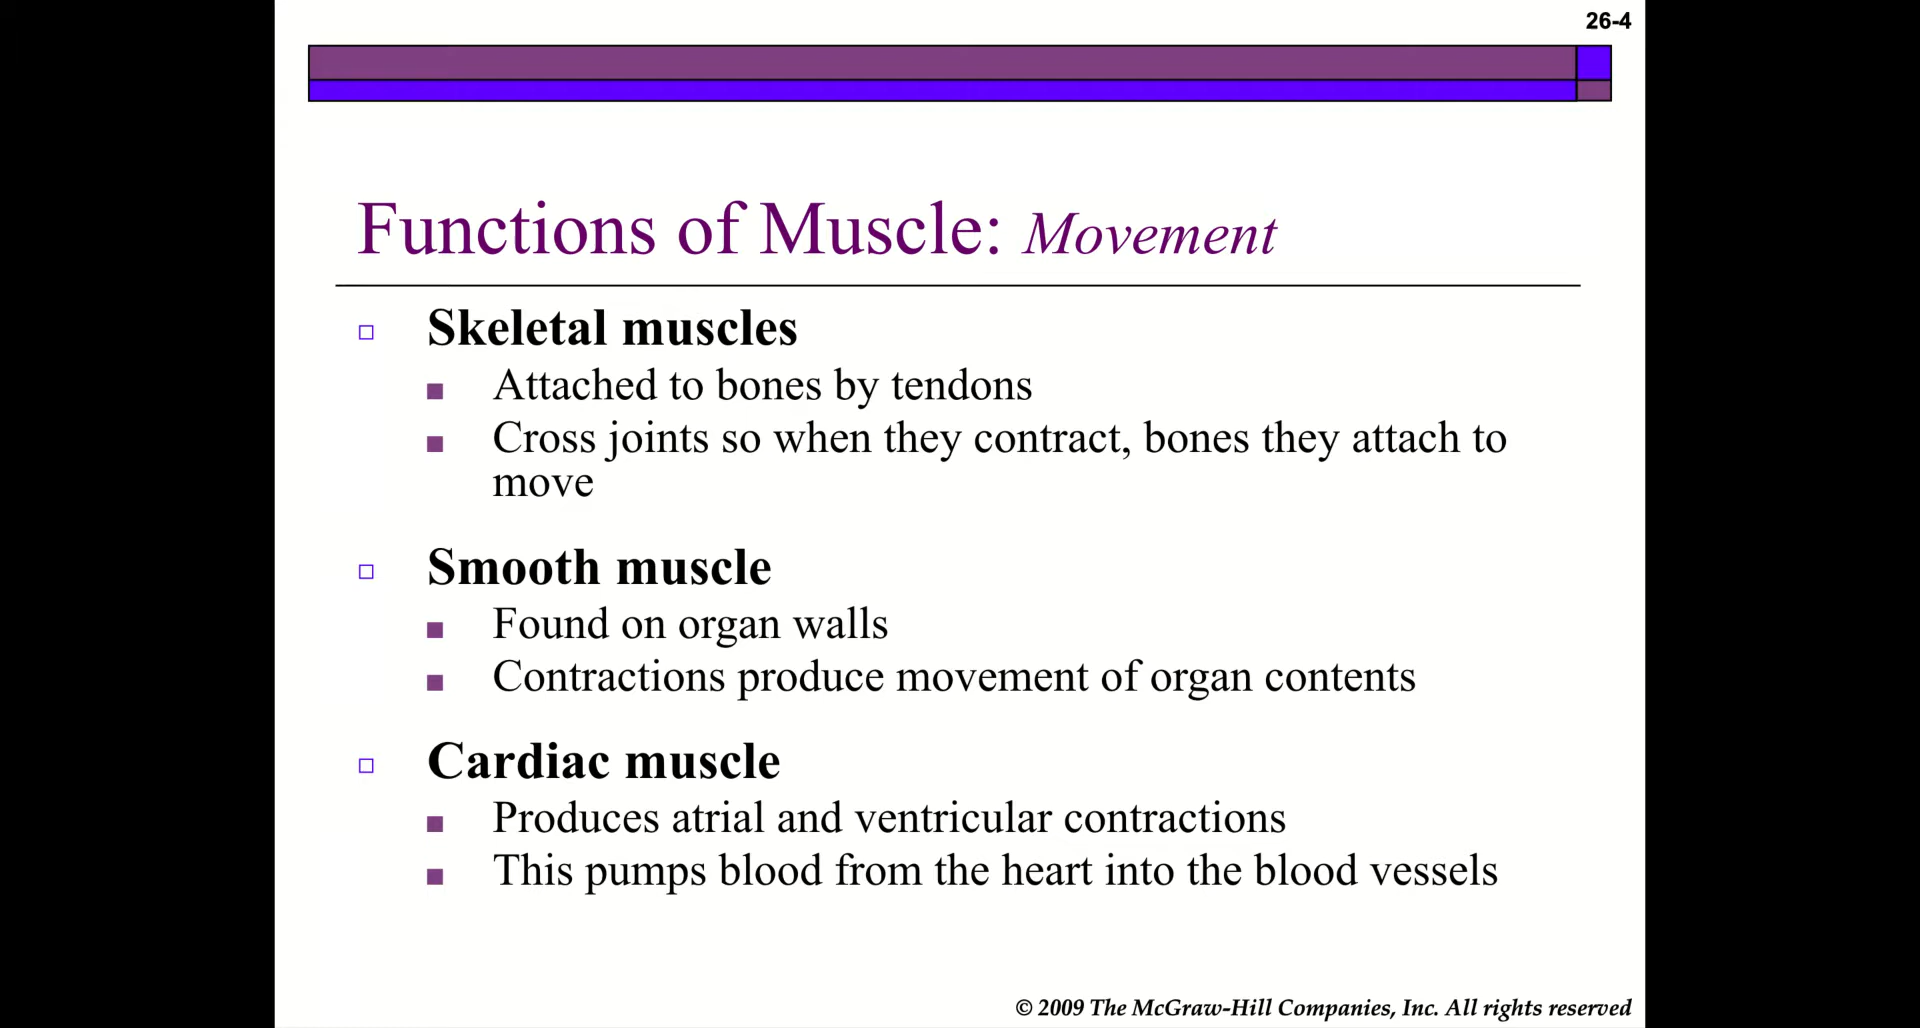 26-4
Functions of Muscle: Movement
Skeletal muscles
Attached to bones by tendons
Cross joints so when they contract, bones they attach to
move
Smooth muscle
Found on organ walls
Contractions produce movement of organ contents
Cardiac muscle
Produces atrial and ventricular contractions
This pumps blood from the heart into the blood vessels
© 2009 The McGraw-Hill Companies, Inc. All rights reserved